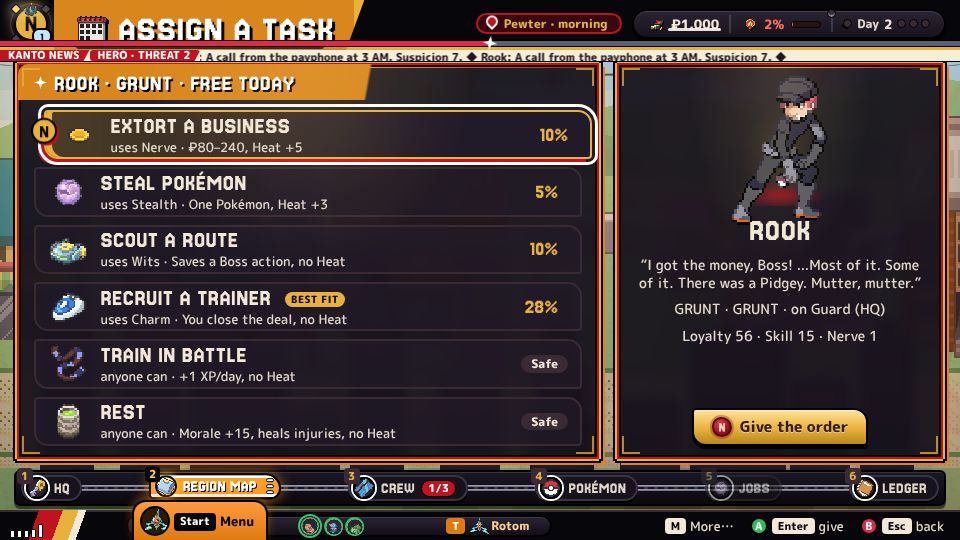 ASSIGN A TASK
Pewter · morning
₽1,000
2%
Day 2
KANTO NEWS
HERO · THREAT 2
: A call from the payphone at 3 AM. Suspicion 7. ◆ Rook: A call from the payphone at 3 AM. Suspicion 7. ◆
ROOK · GRUNT · FREE TODAY
N
EXTORT A BUSINESS
uses Nerve · ₽80–240, Heat +5
10%
STEAL POKÉMON
uses Stealth · One Pokémon, Heat +3
5%
SCOUT A ROUTE
uses Wits · Saves a Boss action, no Heat
10%
RECRUIT A TRAINER
BEST FIT
uses Charm · You close the deal, no Heat
28%
TRAIN IN BATTLE
anyone can · +1 XP/day, no Heat
Safe
REST
anyone can · Morale +15, heals injuries, no Heat
Safe
ROOK
“I got the money, Boss! ...Most of it. Some
of it. There was a Pidgey. Mutter, mutter.”
GRUNT · GRUNT · on Guard (HQ)
Loyalty 56 · Skill 15 · Nerve 1
N Give the order
1 HQ
2 REGION MAP
3 CREW 1/3
4 POKÉMON
5 JOBS
6 LEDGER
Start Menu
T Rotom
M More···
A Enter give
B Esc back